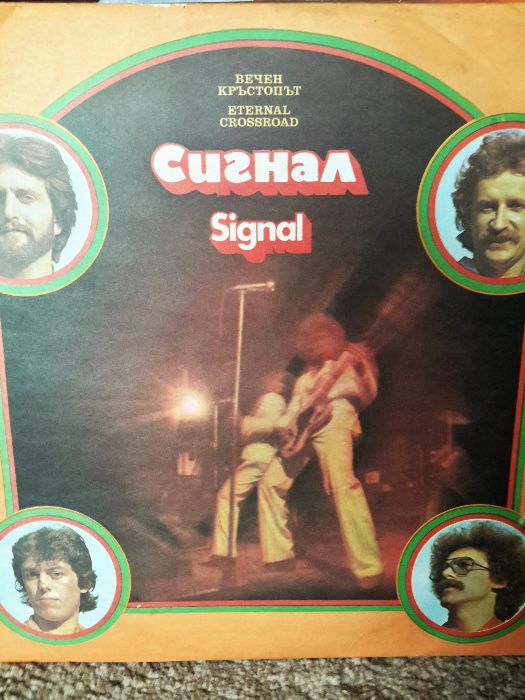 ВЕЧЕН
КРЪСТОПЪТ
ETERNAL
CROSSROAD
Сигнал
Signal